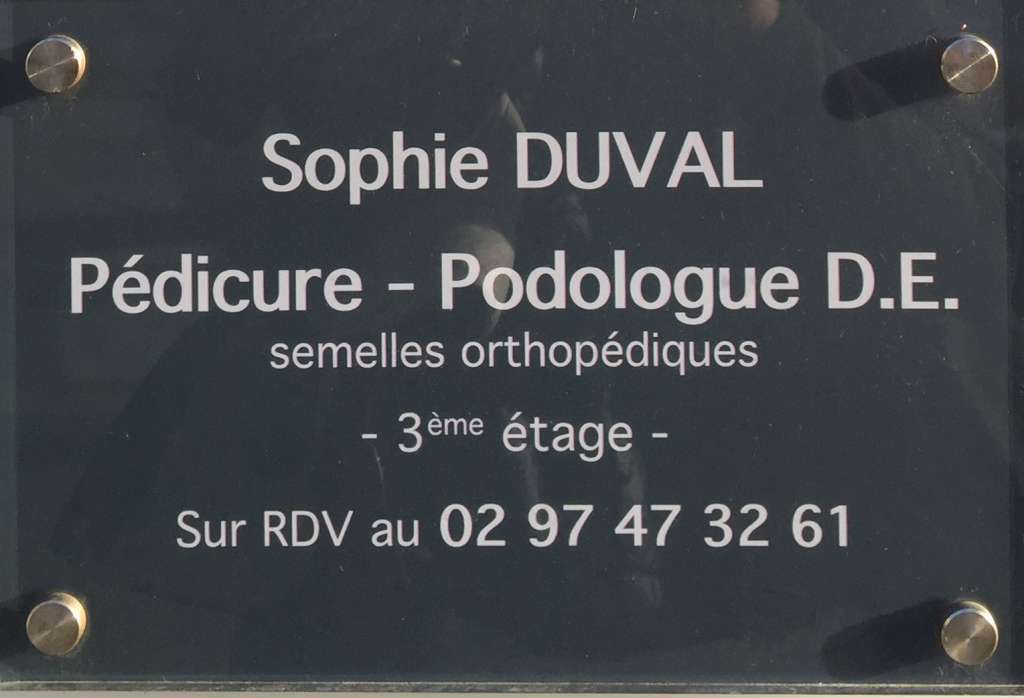 Sophie DUVAL
Pédicure - Podologue D.E.
semelles orthopédiques
- 3ème étage -
Sur RDV au 02 97 47 32 61